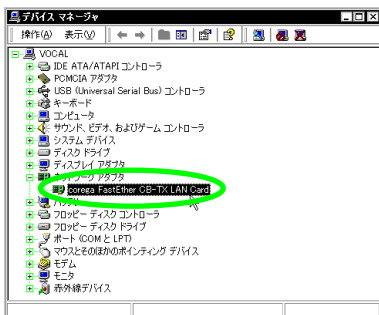 デバイス マネージャ
操作(A) 表示(V)
VOCAL
IDE ATA/ATAPI コントローラ
PCMCIA アダプタ
USB (Universal Serial Bus) コントローラ
キーボード
コンピュータ
サウンド、ビデオ、およびゲーム コントローラ
システム デバイス
ディスク ドライブ
ディスプレイ アダプタ
ネットワーク アダプタ
corega FastEther CB-TX LAN Card
バッテリ
フロッピー ディスク コントローラ
フロッピー ディスク ドライブ
ポート (COM と LPT)
マウスとそのほかのポインティング デバイス
モデム
モニタ
赤外線デバイス